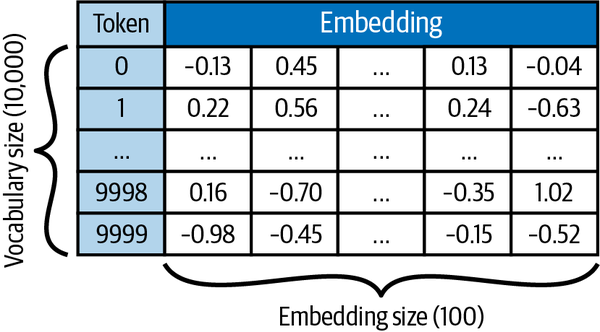 Token Embedding
0 –0.13 0.45 ... 0.13 –0.04
1 0.22 0.56 ... 0.24 –0.63
... ... ... ... ... ...
9998 0.16 –0.70 ... –0.35 1.02
9999 –0.98 –0.45 ... –0.15 –0.52
Vocabulary size (10,000)
Embedding size (100)